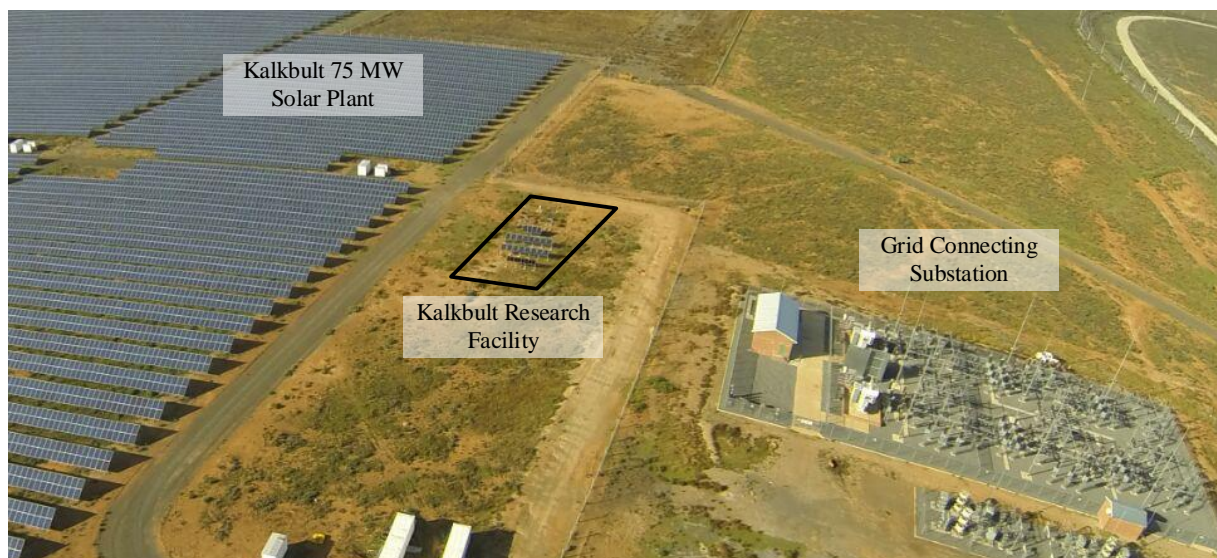 Kalkbult 75 MW
Solar Plant
Grid Connecting
Substation
Kalkbult Research
Facility